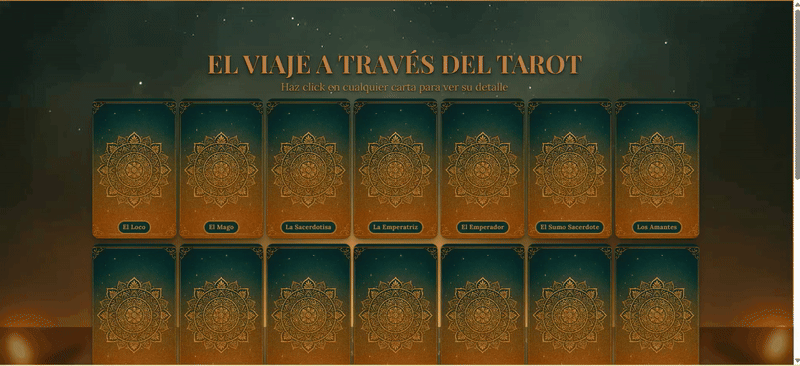 EL VIAJE A TRAVÉS DEL TAROT
Haz click en cualquier carta para ver su detalle
El Loco
El Mago
La Sacerdotisa
La Emperatriz
El Emperador
El Sumo Sacerdote
Los Amantes